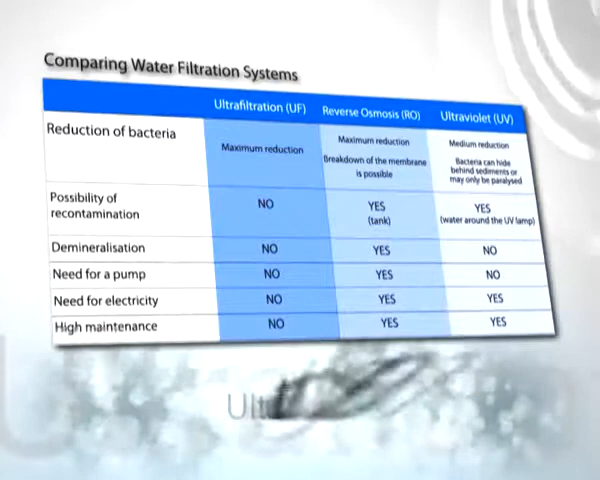 Comparing Water Filtration Systems
Ultrafiltration (UF) Reverse Osmosis (RO) Ultraviolet (UV)
Reduction of bacteria
Maximum reduction
Maximum reduction
Breakdown of the membrane
is possible
Medium reduction
Bacteria can hide
behind sediments or
may only be paralysed
Possibility of
recontamination
NO
YES
(tank)
YES
(water around the UV lamp)
Demineralisation NO YES NO
Need for a pump NO YES NO
Need for electricity NO YES YES
High maintenance NO YES YES